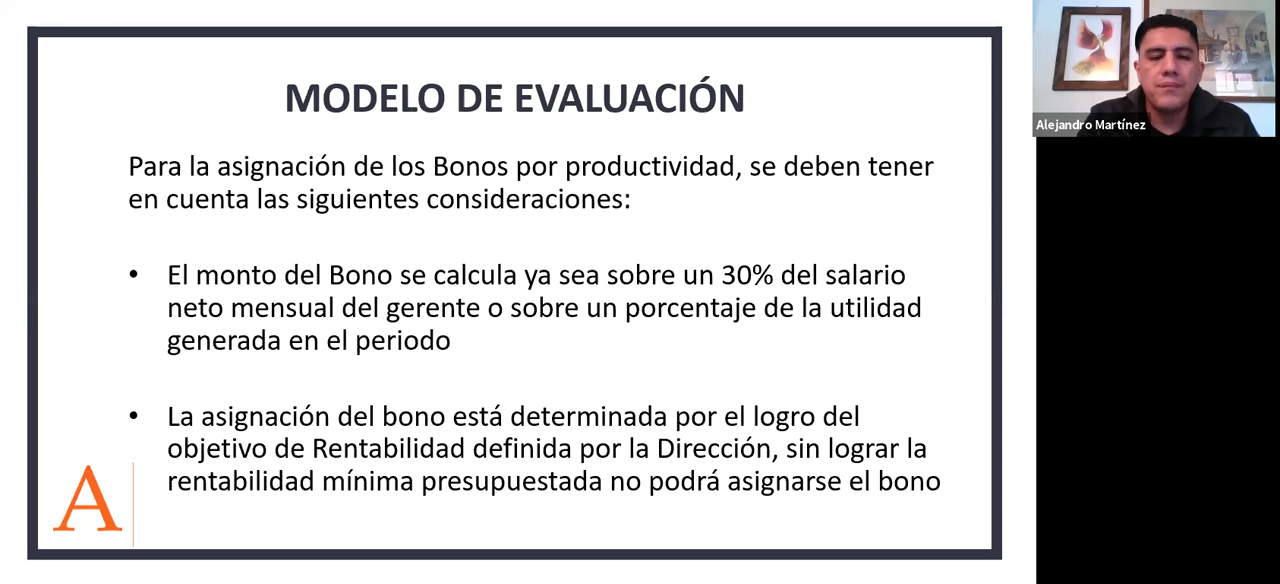 MODELO DE EVALUACIÓN
Para la asignación de los Bonos por productividad, se deben tener
en cuenta las siguientes consideraciones:
• El monto del Bono se calcula ya sea sobre un 30% del salario
neto mensual del gerente o sobre un porcentaje de la utilidad
generada en el periodo
• La asignación del bono está determinada por el logro del
objetivo de Rentabilidad definida por la Dirección, sin lograr la
rentabilidad mínima presupuestada no podrá asignarse el bono
A
Alejandro Martínez